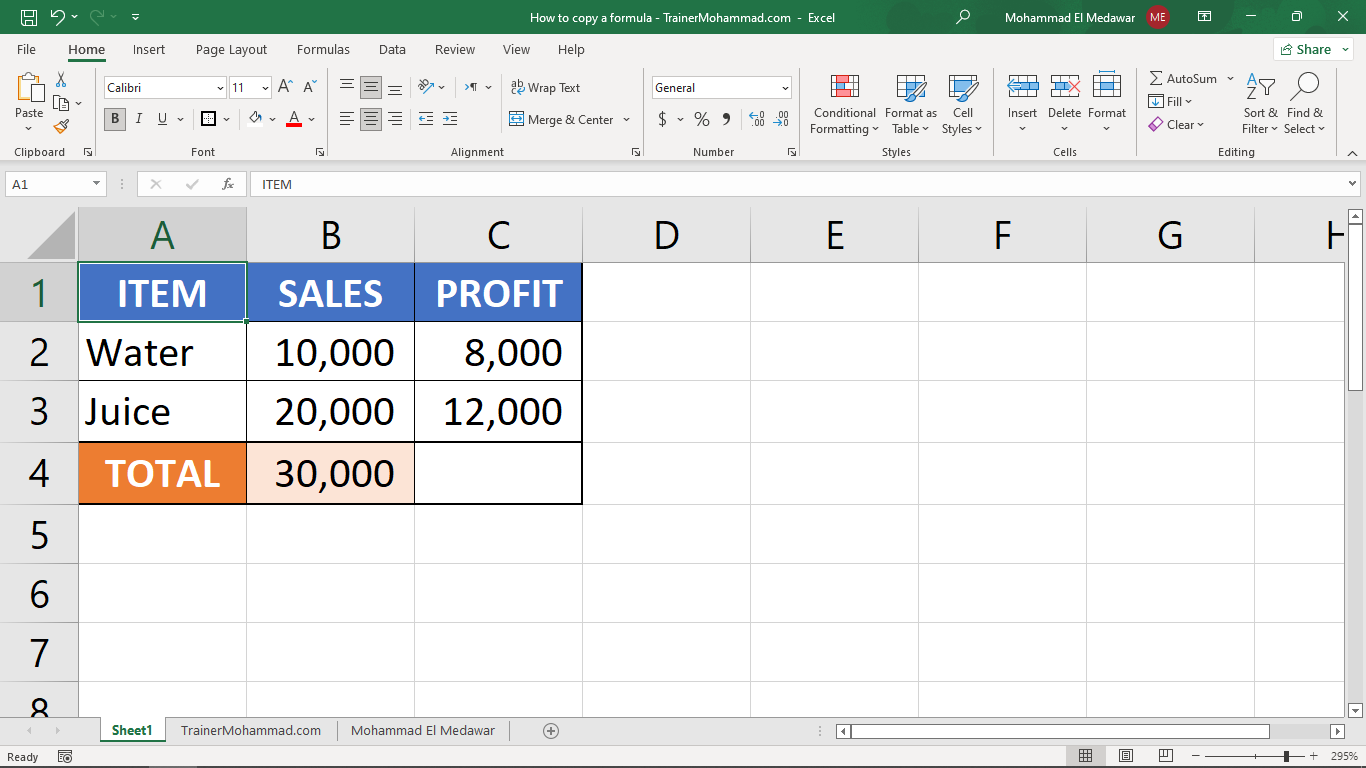 How to copy a formula - TrainerMohammad.com - Excel
Mohammad El Medawar ME
File Home Insert Page Layout Formulas Data Review View Help Share
Paste
Calibri 11
B I U
A A A
ab Wrap Text
Merge & Center
General
$ % 9
Conditional Formatting
Format as Table
Cell Styles
Insert Delete Format
AutoSum
Fill
Clear
Sort & Filter
Find & Select
Clipboard Font Alignment Number Styles Cells Editing
A1 fx ITEM
A B C D E F G H
1 ITEM SALES PROFIT
2 Water 10,000 8,000
3 Juice 20,000 12,000
4 TOTAL 30,000
5
6
7
8
Sheet1 TrainerMohammad.com Mohammad El Medawar
Ready 295%